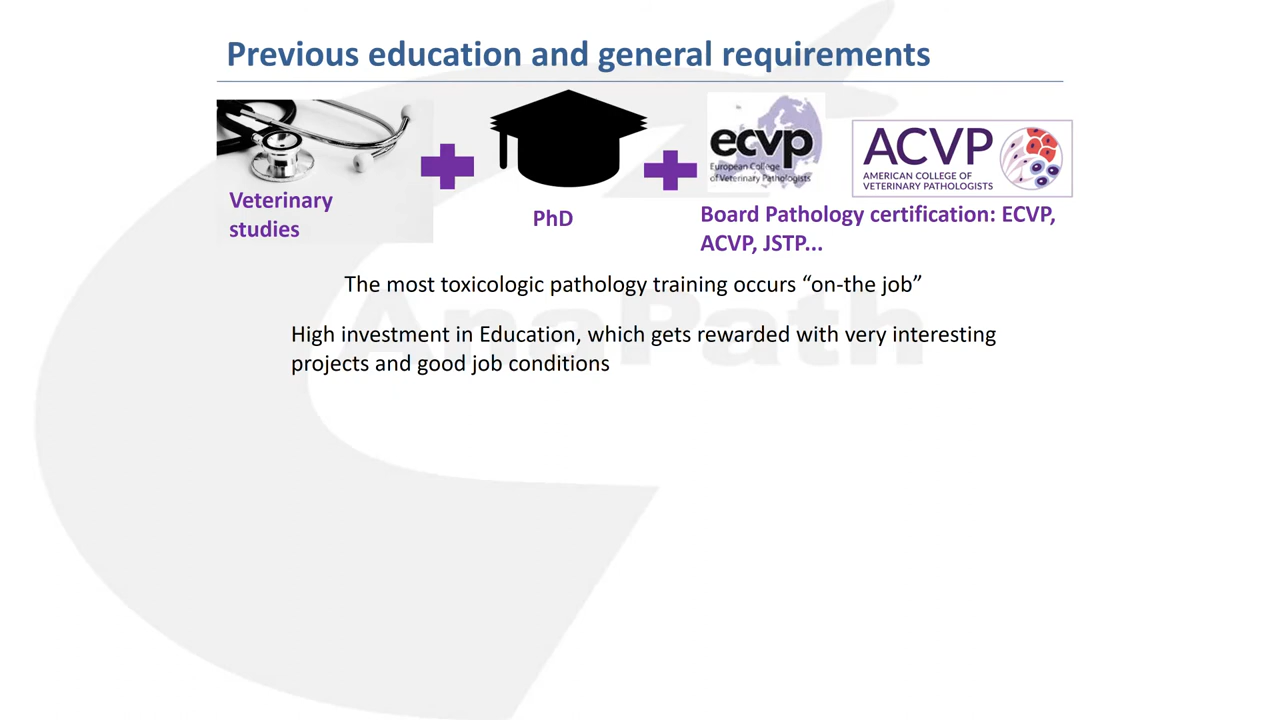 Previous education and general requirements
ecvp
European College
of Veterinary Pathologists
ACVP
AMERICAN COLLEGE OF
VETERINARY PATHOLOGISTS
Veterinary
studies
PhD
Board Pathology certification: ECVP,
ACVP, JSTP...
The most toxicologic pathology training occurs “on-the job”
High investment in Education, which gets rewarded with very interesting
projects and good job conditions
AnaPath